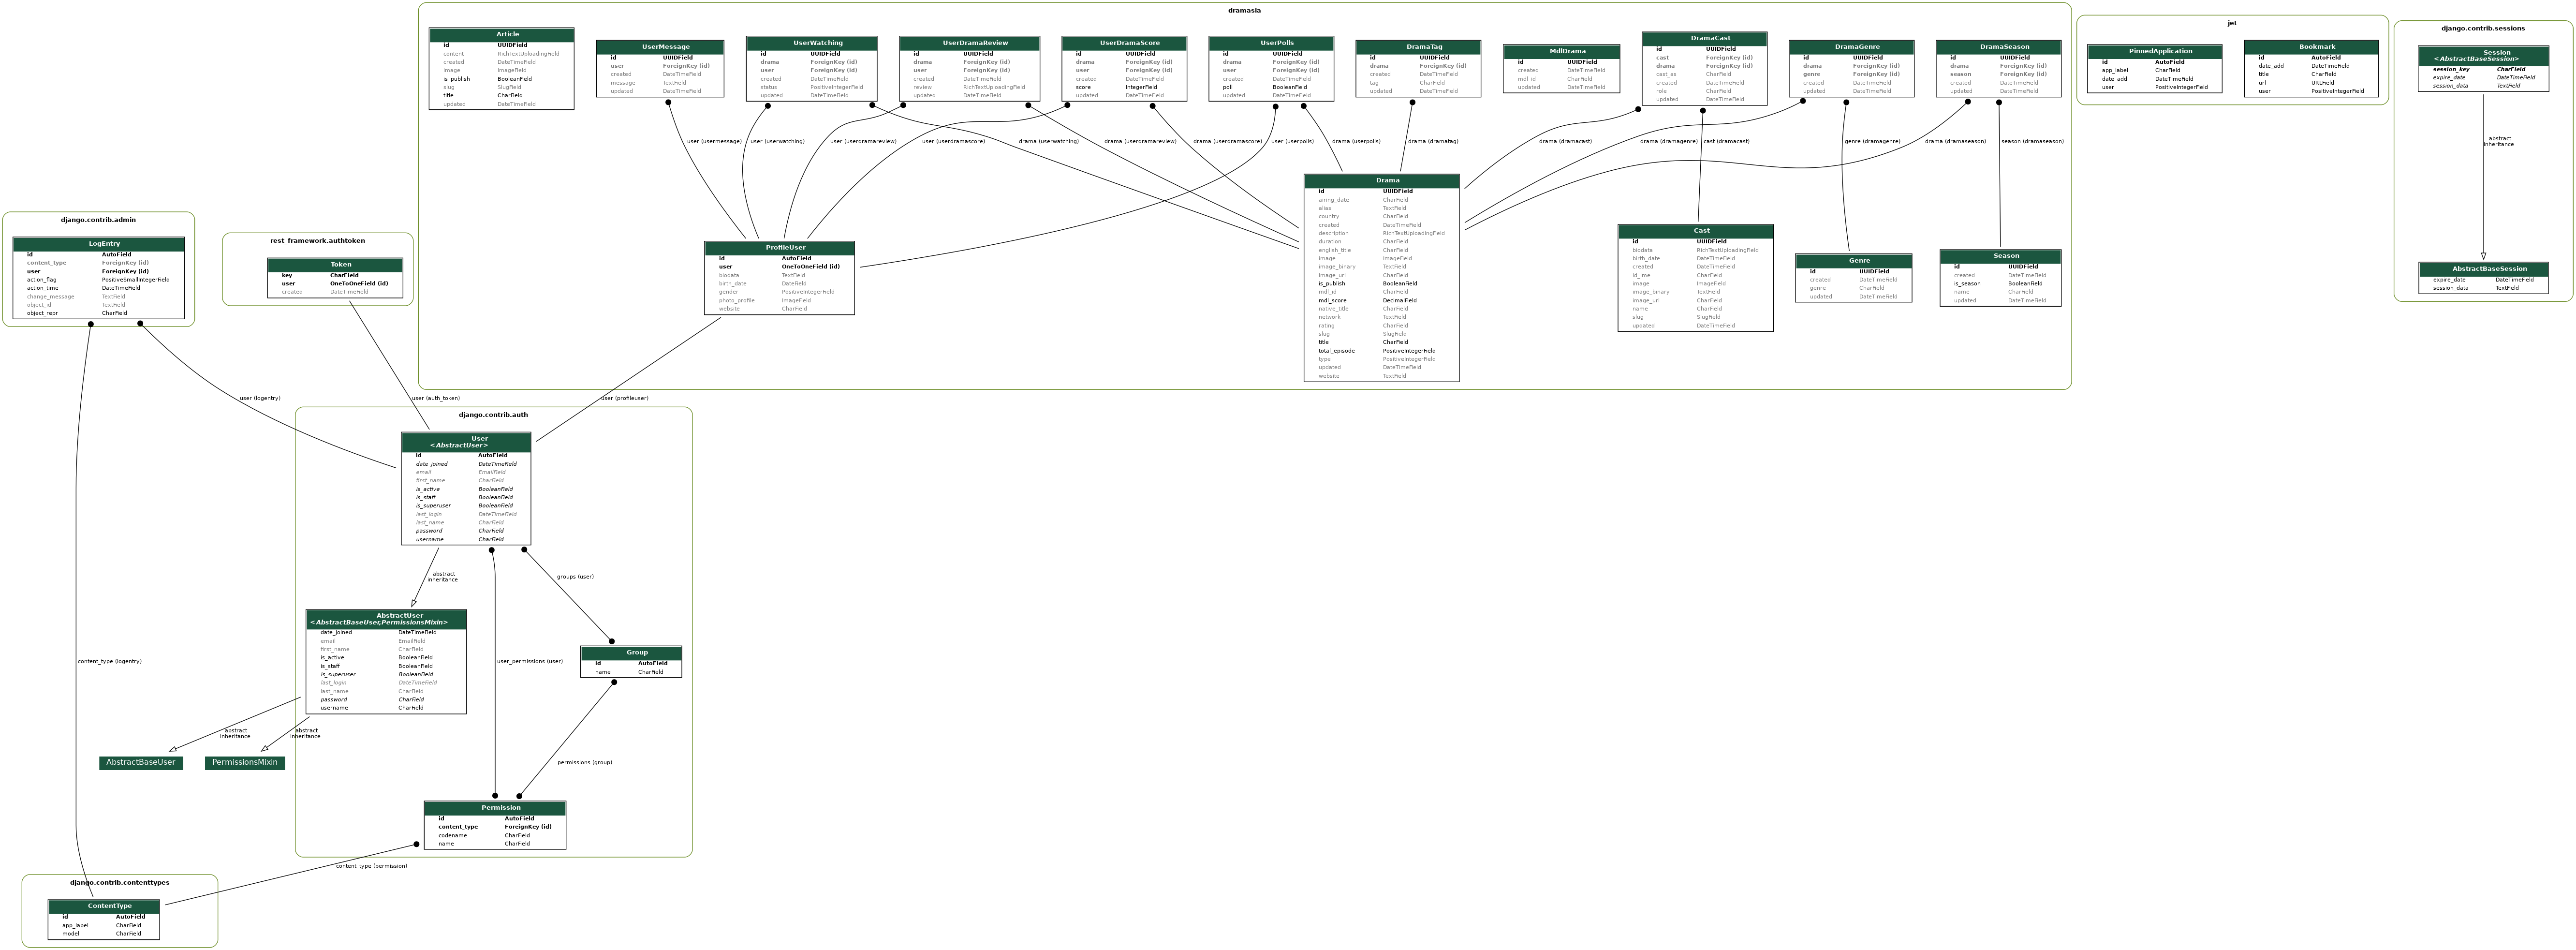 dramasia
Article
id UUIDField
content RichTextUploadingField
created DateTimeField
image ImageField
is_publish BooleanField
slug SlugField
title CharField
updated DateTimeField
UserMessage
id UUIDField
user ForeignKey (id)
created DateTimeField
message TextField
updated DateTimeField
UserWatching
id UUIDField
drama ForeignKey (id)
user ForeignKey (id)
created DateTimeField
status PositiveIntegerField
updated DateTimeField
UserDramaReview
id UUIDField
drama ForeignKey (id)
user ForeignKey (id)
created DateTimeField
review RichTextUploadingField
updated DateTimeField
UserDramaScore
id UUIDField
drama ForeignKey (id)
user ForeignKey (id)
created DateTimeField
score IntegerField
updated DateTimeField
UserPolls
id UUIDField
drama ForeignKey (id)
user ForeignKey (id)
created DateTimeField
poll BooleanField
updated DateTimeField
DramaTag
id UUIDField
drama ForeignKey (id)
created DateTimeField
tag CharField
updated DateTimeField
MdlDrama
id UUIDField
created DateTimeField
mdl_id CharField
updated DateTimeField
DramaCast
id UUIDField
cast ForeignKey (id)
drama ForeignKey (id)
cast_as CharField
created DateTimeField
role CharField
updated DateTimeField
DramaGenre
id UUIDField
drama ForeignKey (id)
genre ForeignKey (id)
created DateTimeField
updated DateTimeField
DramaSeason
id UUIDField
drama ForeignKey (id)
season ForeignKey (id)
created DateTimeField
updated DateTimeField
jet
PinnedApplication
id AutoField
app_label CharField
date_add DateTimeField
user PositiveIntegerField
Bookmark
id AutoField
date_add DateTimeField
title CharField
url URLField
user PositiveIntegerField
django.contrib.sessions
Session
<AbstractBaseSession>
session_key CharField
expire_date DateTimeField
session_data TextField
user (usermessage)
user (userwatching)
user (userdramareview)
user (userdramascore)
drama (userwatching)
drama (userdramareview)
drama (userdramascore)
user (userpolls)
drama (userpolls)
drama (dramatag)
drama (dramacast)
drama (dramagenre)
cast (dramacast)
genre (dramagenre)
drama (dramaseason)
season (dramaseason)
abstract
inheritance
Drama
id UUIDField
airing_date CharField
alias TextField
country CharField
created DateTimeField
description RichTextUploadingField
duration CharField
english_title CharField
image ImageField
image_binary TextField
image_url CharField
is_publish BooleanField
mdl_id CharField
mdl_score DecimalField
native_title CharField
network TextField
rating CharField
slug SlugField
title CharField
total_episode PositiveIntegerField
type PositiveIntegerField
updated DateTimeField
website TextField
Cast
id UUIDField
biodata RichTextUploadingField
birth_date DateTimeField
created DateTimeField
id_ime CharField
image ImageField
image_binary TextField
image_url CharField
name CharField
slug SlugField
updated DateTimeField
Genre
id UUIDField
created DateTimeField
genre CharField
updated DateTimeField
Season
id UUIDField
created DateTimeField
is_season BooleanField
name CharField
updated DateTimeField
AbstractBaseSession
expire_date DateTimeField
session_data TextField
django.contrib.admin
LogEntry
id AutoField
content_type ForeignKey (id)
user ForeignKey (id)
action_flag PositiveSmallIntegerField
action_time DateTimeField
change_message TextField
object_id TextField
object_repr CharField
rest_framework.authtoken
Token
key CharField
user OneToOneField (id)
created DateTimeField
ProfileUser
id AutoField
user OneToOneField (id)
biodata TextField
birth_date DateField
gender PositiveIntegerField
photo_profile ImageField
website CharField
user (logentry)
user (auth_token)
user (profileuser)
django.contrib.auth
User
<AbstractUser>
id AutoField
date_joined DateTimeField
email EmailField
first_name CharField
is_active BooleanField
is_staff BooleanField
is_superuser BooleanField
last_login DateTimeField
last_name CharField
password CharField
username CharField
abstract
inheritance
groups (user)
AbstractUser
<AbstractBaseUser,PermissionsMixin>
date_joined DateTimeField
email EmailField
first_name CharField
is_active BooleanField
is_staff BooleanField
is_superuser BooleanField
last_login DateTimeField
last_name CharField
password CharField
username CharField
content_type (logentry)
user_permissions (user)
Group
id AutoField
name CharField
abstract
inheritance
abstract
inheritance
AbstractBaseUser
PermissionsMixin
permissions (group)
Permission
id AutoField
content_type ForeignKey (id)
codename CharField
name CharField
content_type (permission)
django.contrib.contenttypes
ContentType
id AutoField
app_label CharField
model CharField